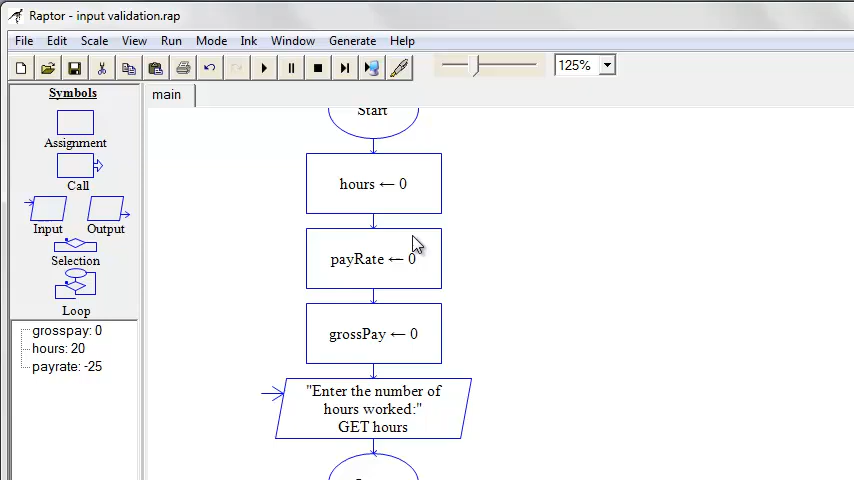 Raptor - input validation.rap
File Edit Scale View Run Mode Ink Window Generate Help
125%
Symbols
main
Assignment
Call
Input Output
Selection
Loop
grosspay: 0
hours: 20
payrate: -25
Start
hours ← 0
payRate ← 0
grossPay ← 0
"Enter the number of
hours worked:"
GET hours